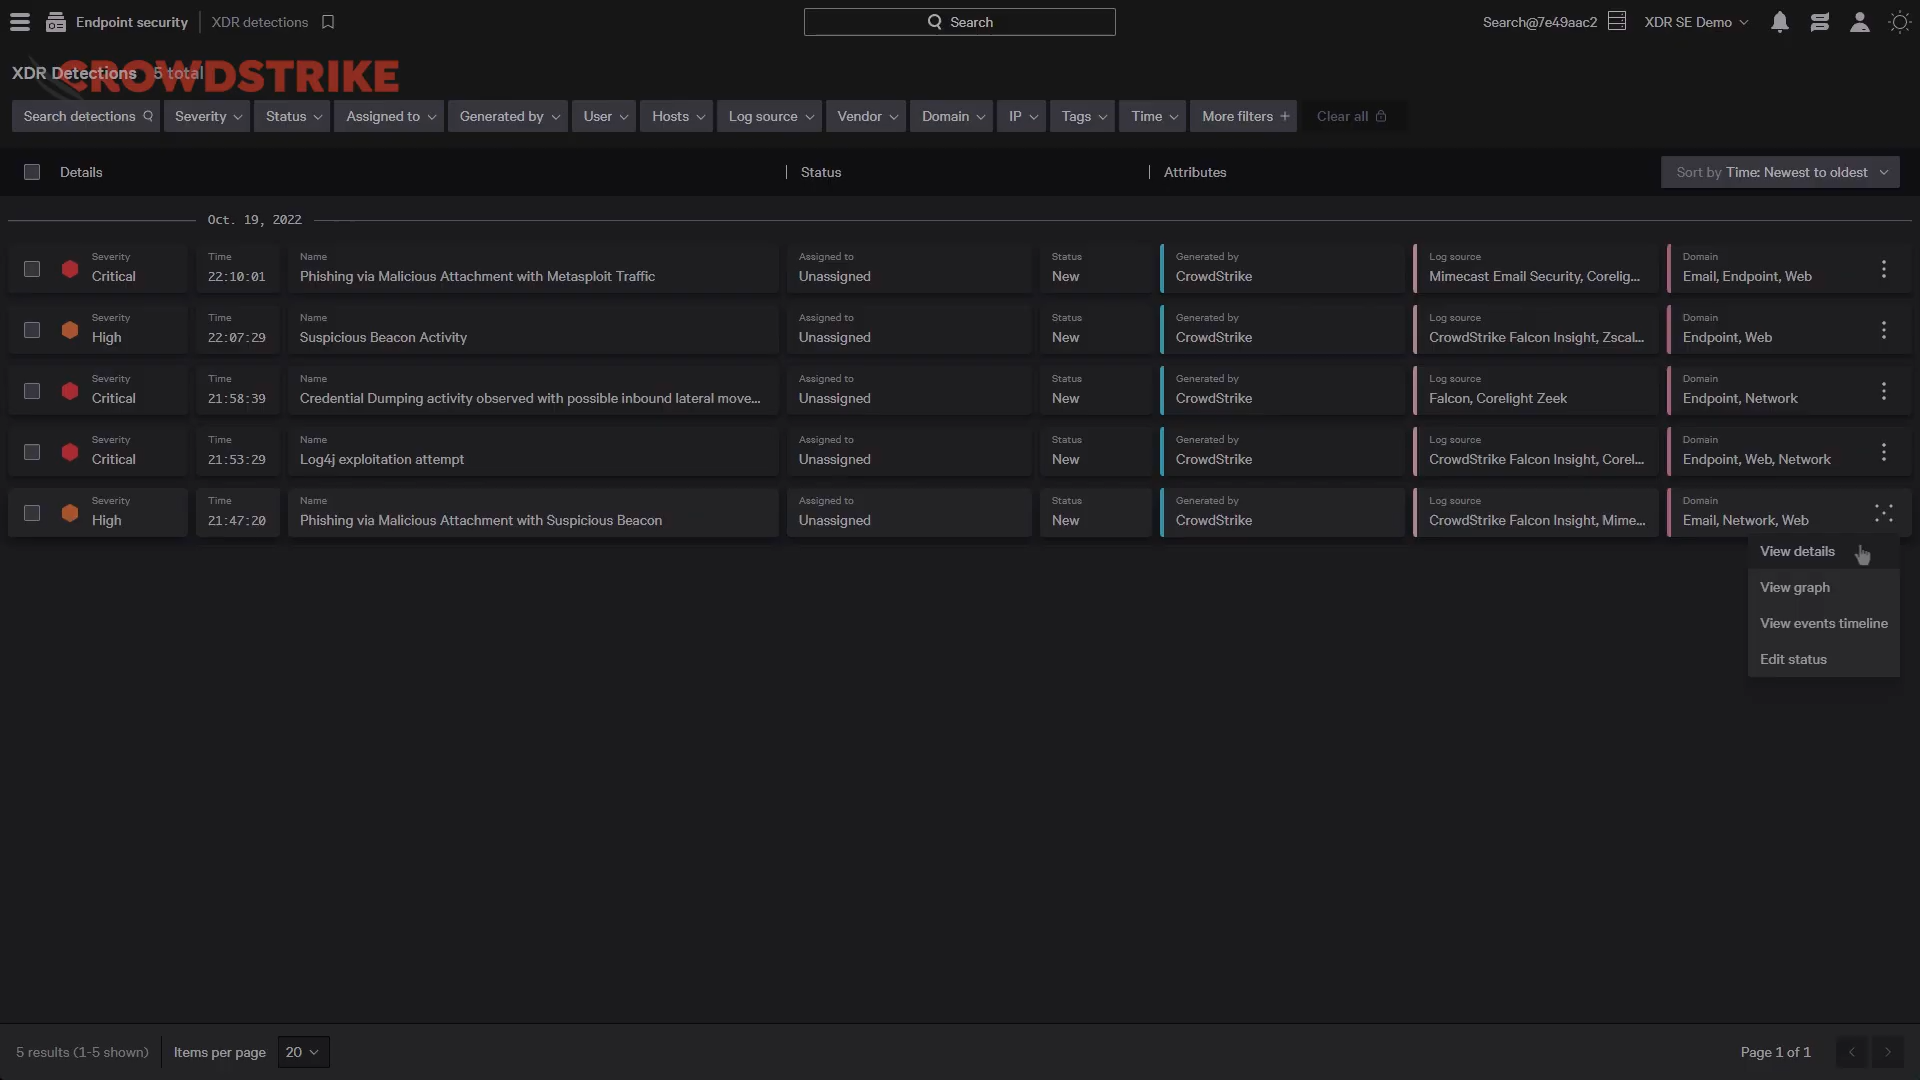 Endpoint security
XDR detections
Search
Search@7e49aac2
XDR SE Demo
XDR Detections 5 total
CROWDSTRIKE
Search detections
Severity
Status
Assigned to
Generated by
User
Hosts
Log source
Vendor
Domain
IP
Tags
Time
More filters
Clear all
Details
Status
Attributes
Sort by Time: Newest to oldest
Oct. 19, 2022
Severity Time Name Assigned to Status Generated by Log source Domain
Critical 22:10:01 Phishing via Malicious Attachment with Metasploit Traffic Unassigned New CrowdStrike Mimecast Email Security, Corelig... Email, Endpoint, Web
Severity Time Name Assigned to Status Generated by Log source Domain
High 22:07:29 Suspicious Beacon Activity Unassigned New CrowdStrike CrowdStrike Falcon Insight, Zscal... Endpoint, Web
Severity Time Name Assigned to Status Generated by Log source Domain
Critical 21:58:39 Credential Dumping activity observed with possible inbound lateral move... Unassigned New CrowdStrike Falcon, Corelight Zeek Endpoint, Network
Severity Time Name Assigned to Status Generated by Log source Domain
Critical 21:53:29 Log4j exploitation attempt Unassigned New CrowdStrike CrowdStrike Falcon Insight, Corel... Endpoint, Web, Network
Severity Time Name Assigned to Status Generated by Log source Domain
High 21:47:20 Phishing via Malicious Attachment with Suspicious Beacon Unassigned New CrowdStrike CrowdStrike Falcon Insight, Mime... Email, Network, Web
View details
View graph
View events timeline
Edit status
5 results (1-5 shown)
Items per page 20
Page 1 of 1